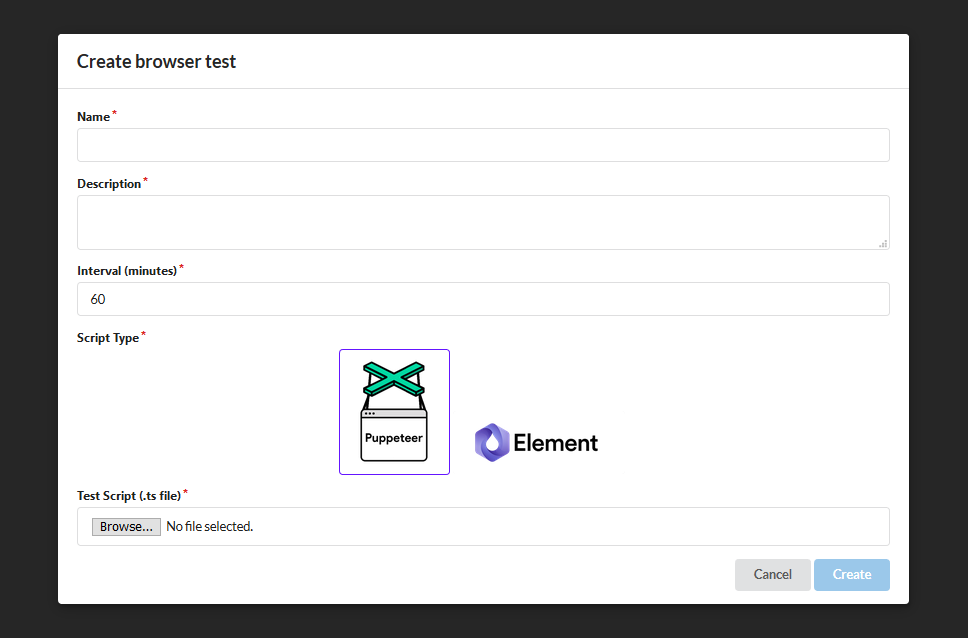 Create browser test
Name*
Description*
Interval (minutes)*
60
Script Type*
Puppeteer
Element
Test Script (.ts file)*
Browse... No file selected.
Cancel Create